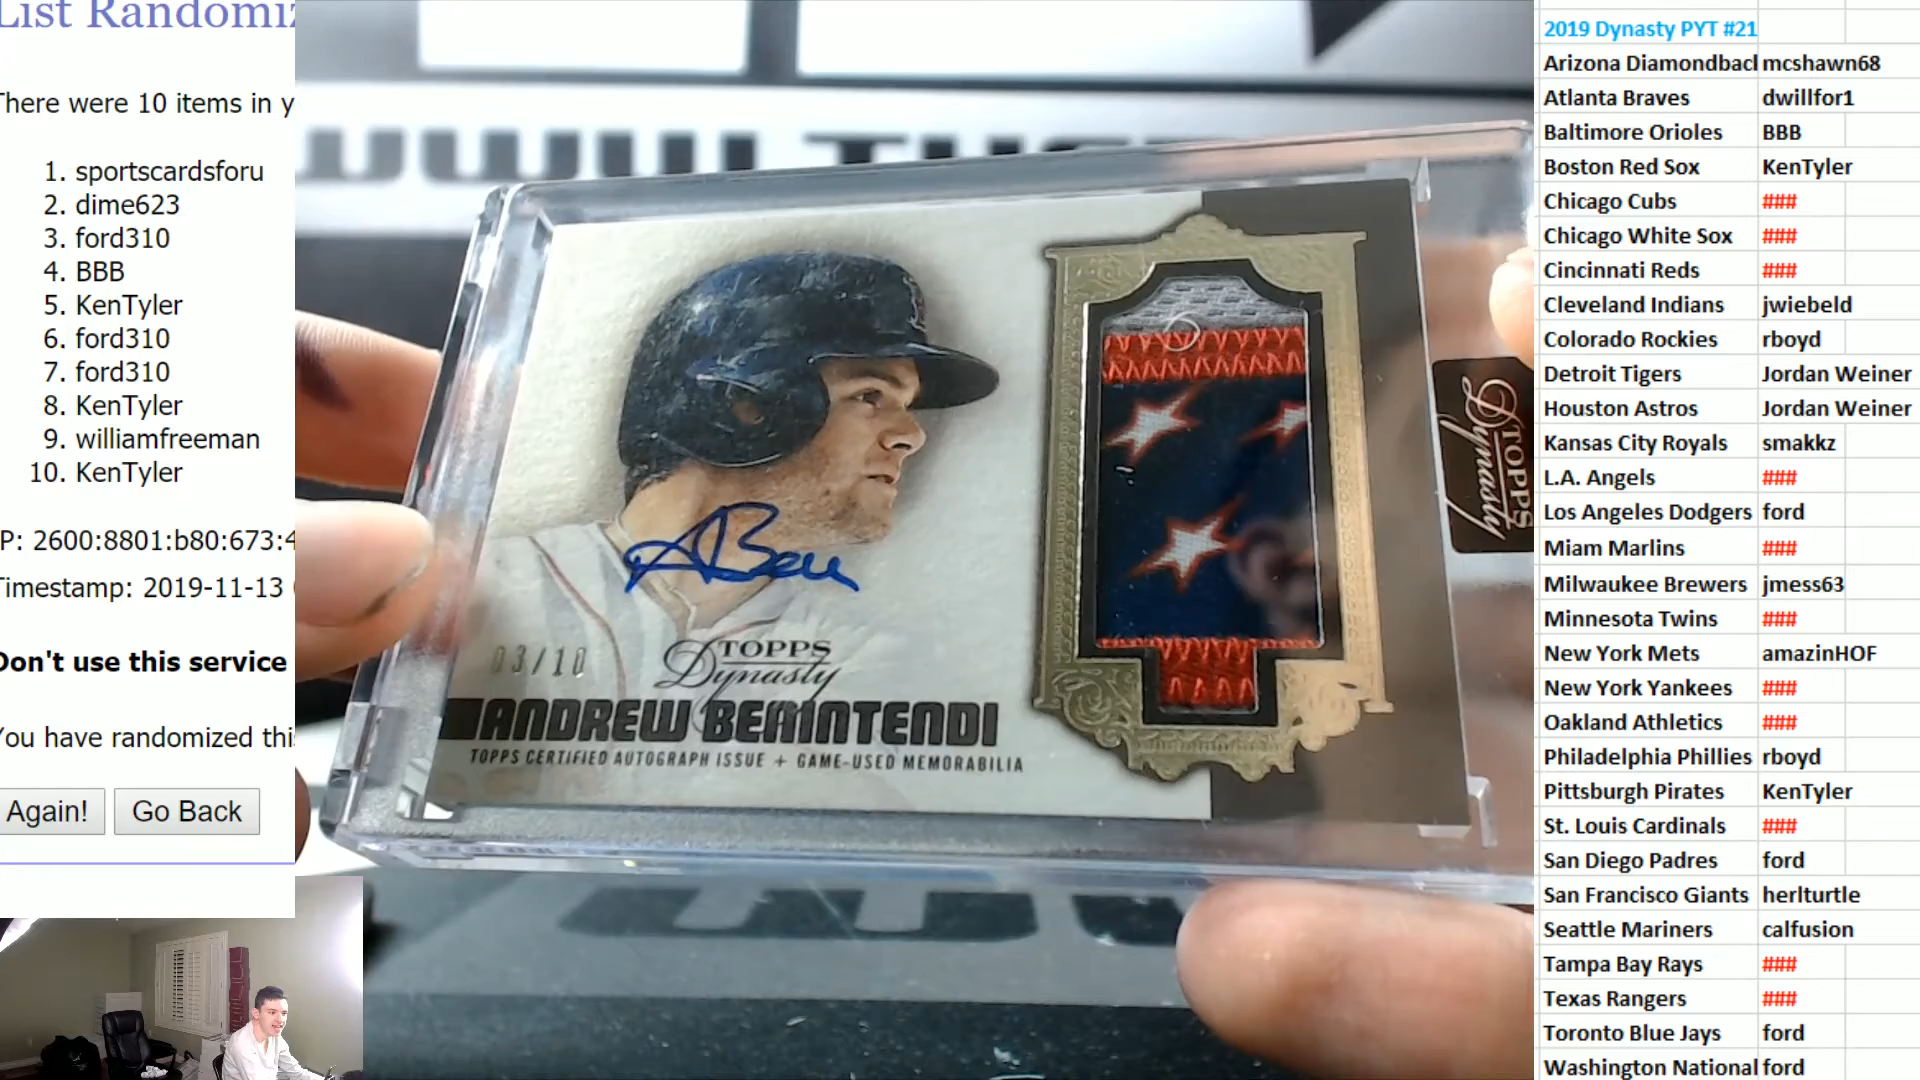 List Randomiz
There were 10 items in y
1. sportscardsforu
2. dime623
3. ford310
4. BBB
5. KenTyler
6. ford310
7. ford310
8. KenTyler
9. williamfreeman
10. KenTyler
P: 2600:8801:b80:673:4
Timestamp: 2019-11-13
Don't use this service
You have randomized this
Again! Go Back
ABen
03/10
TOPPS
Dynasty
ANDREW BENINTENDI
TOPPS CERTIFIED AUTOGRAPH ISSUE + GAME-USED MEMORABILIA
TOPPS
Dynasty
2019 Dynasty PYT #21
Arizona Diamondbacl mcshawn68
Atlanta Braves dwillfor1
Baltimore Orioles BBB
Boston Red Sox KenTyler
Chicago Cubs ###
Chicago White Sox ###
Cincinnati Reds ###
Cleveland Indians jwiebeld
Colorado Rockies rboyd
Detroit Tigers Jordan Weiner
Houston Astros Jordan Weiner
Kansas City Royals smakkz
L.A. Angels ###
Los Angeles Dodgers ford
Miam Marlins ###
Milwaukee Brewers jmess63
Minnesota Twins ###
New York Mets amazinHOF
New York Yankees ###
Oakland Athletics ###
Philadelphia Phillies rboyd
Pittsburgh Pirates KenTyler
St. Louis Cardinals ###
San Diego Padres ford
San Francisco Giants herlturtle
Seattle Mariners calfusion
Tampa Bay Rays ###
Texas Rangers ###
Toronto Blue Jays ford
Washington National ford